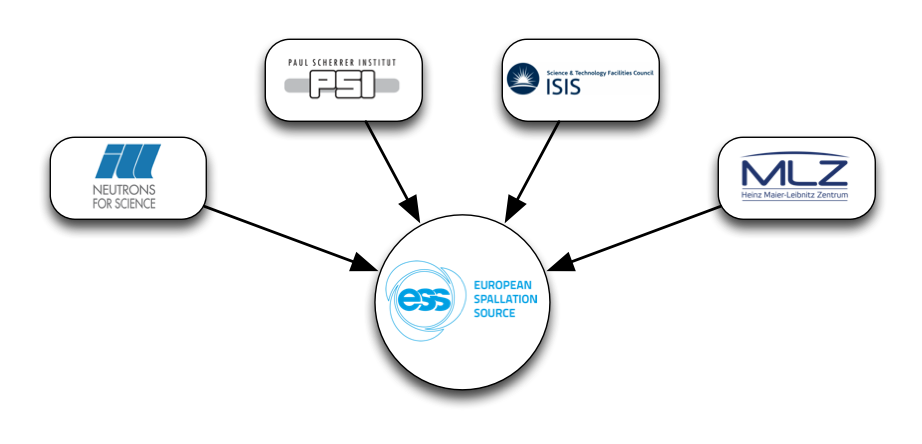 PAUL SCHERRER INSTITUT
PSI
Science & Technology Facilities Council
ISIS
ill
NEUTRONS
FOR SCIENCE
MLZ
Heinz Maier-Leibnitz Zentrum
ess
EUROPEAN
SPALLATION
SOURCE